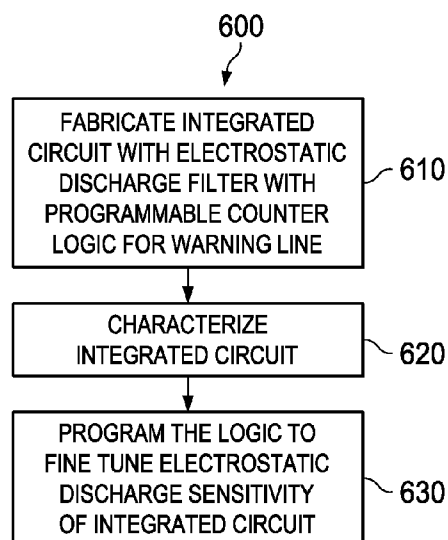 600
FABRICATE INTEGRATED
CIRCUIT WITH ELECTROSTATIC
DISCHARGE FILTER WITH
PROGRAMMABLE COUNTER
LOGIC FOR WARNING LINE
610
CHARACTERIZE
INTEGRATED CIRCUIT
620
PROGRAM THE LOGIC TO
FINE TUNE ELECTROSTATIC
DISCHARGE SENSITIVITY
OF INTEGRATED CIRCUIT
630